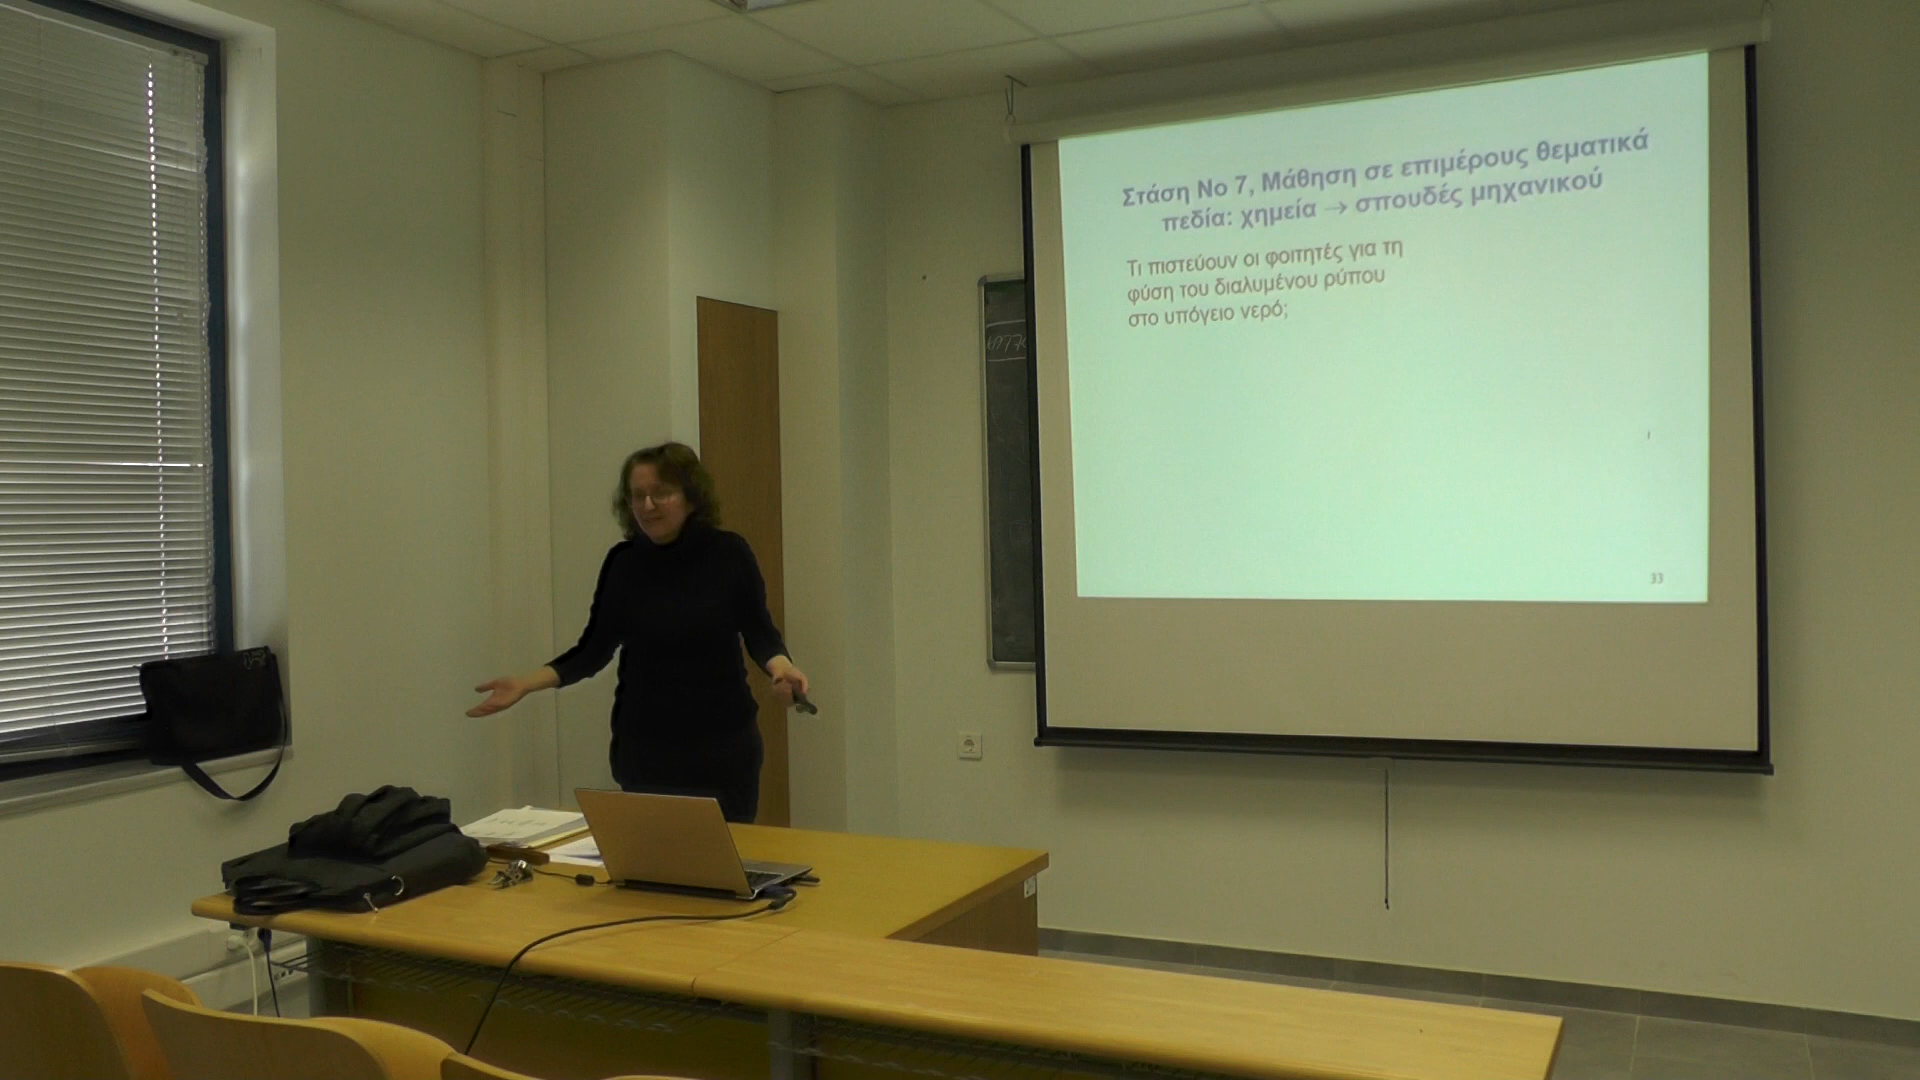 Στάση Νο 7, Μάθηση σε επιμέρους θεματικά
πεδία: χημεία → σπουδές μηχανικού
Τι πιστεύουν οι φοιτητές για τη
φύση του διαλυμένου ρύπου
στο υπόγειο νερό;
33